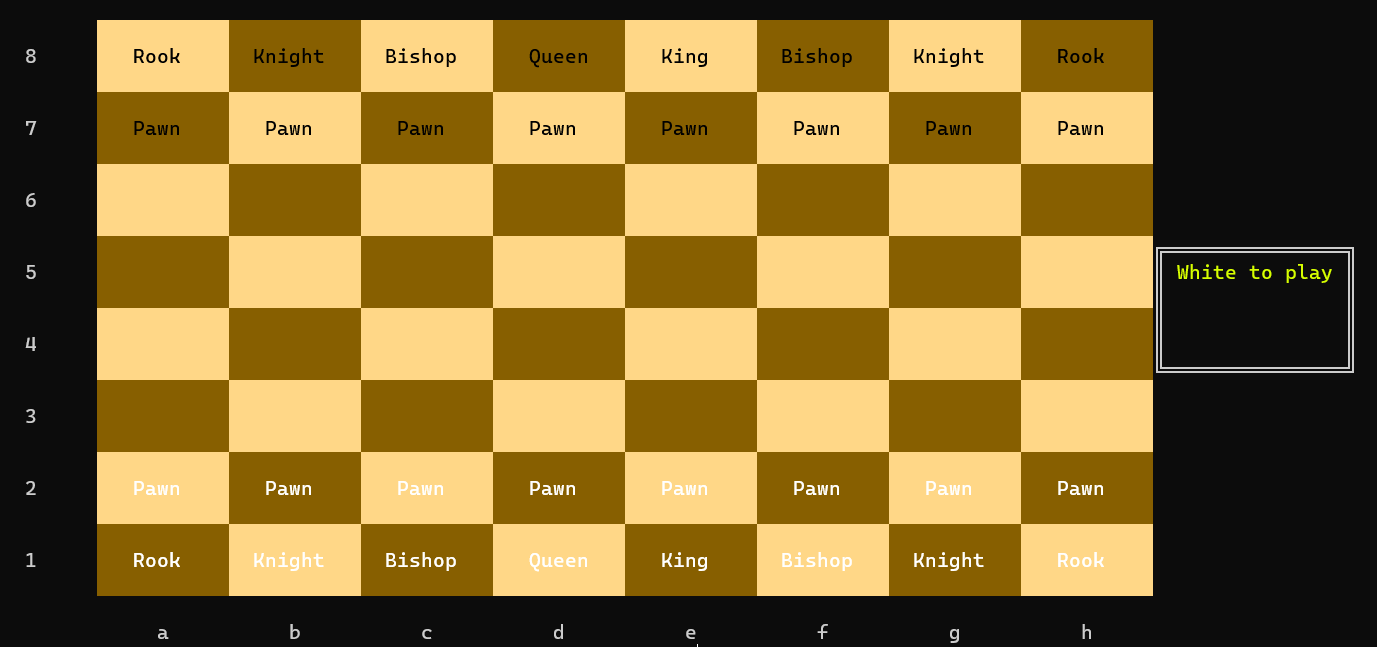 8 Rook Knight Bishop Queen King Bishop Knight Rook
7 Pawn Pawn Pawn Pawn Pawn Pawn Pawn Pawn
6
5 White to play
4
3
2 Pawn Pawn Pawn Pawn Pawn Pawn Pawn Pawn
1 Rook Knight Bishop Queen King Bishop Knight Rook
a b c d e f g h